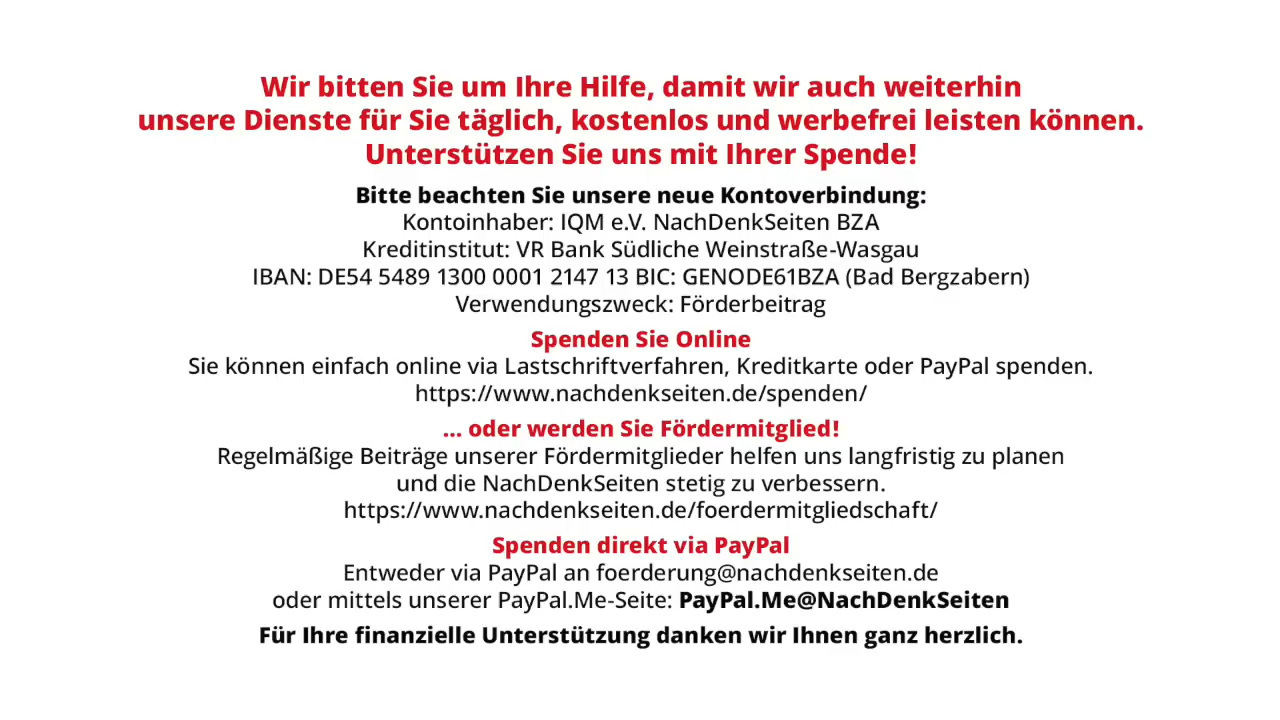 Wir bitten Sie um Ihre Hilfe, damit wir auch weiterhin
unsere Dienste für Sie täglich, kostenlos und werbefrei leisten können.
Unterstützen Sie uns mit Ihrer Spende!
Bitte beachten Sie unsere neue Kontoverbindung:
Kontoinhaber: IQM e.V. NachDenkSeiten BZA
Kreditinstitut: VR Bank Südliche Weinstraße-Wasgau
IBAN: DE54 5489 1300 0001 2147 13 BIC: GENODE61BZA (Bad Bergzabern)
Verwendungszweck: Förderbeitrag
Spenden Sie Online
Sie können einfach online via Lastschriftverfahren, Kreditkarte oder PayPal spenden.
https://www.nachdenkseiten.de/spenden/
... oder werden Sie Fördermitglied!
Regelmäßige Beiträge unserer Fördermitglieder helfen uns langfristig zu planen
und die NachDenkSeiten stetig zu verbessern.
https://www.nachdenkseiten.de/foerdermitgliedschaft/
Spenden direkt via PayPal
Entweder via PayPal an foerderung@nachdenkseiten.de
oder mittels unserer PayPal.Me-Seite: PayPal.Me@NachDenkSeiten
Für Ihre finanzielle Unterstützung danken wir Ihnen ganz herzlich.